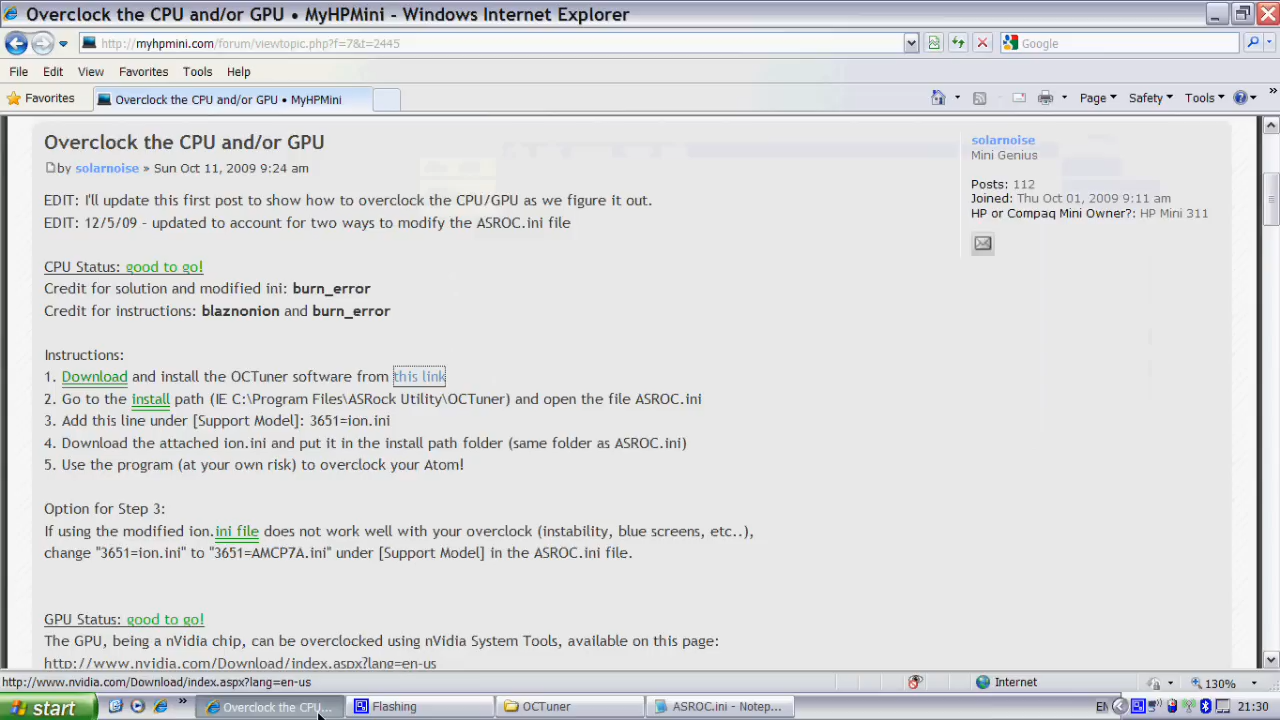 Overclock the CPU and/or GPU • MyHPMini - Windows Internet Explorer
http://myhpmini.com/forum/viewtopic.php?f=7&t=2445
Google
File Edit View Favorites Tools Help
Favorites
Overclock the CPU and/or GPU • MyHPMini
Page Safety Tools
Overclock the CPU and/or GPU
by solarnoise » Sun Oct 11, 2009 9:24 am
EDIT: I'll update this first post to show how to overclock the CPU/GPU as we figure it out.
EDIT: 12/5/09 - updated to account for two ways to modify the ASROC.ini file
CPU Status: good to go!
Credit for solution and modified ini: burn_error
Credit for instructions: blaznonion and burn_error
Instructions:
1. Download and install the OCTuner software from this link
2. Go to the install path (IE C:\Program Files\ASRock Utility\OCTuner) and open the file ASROC.ini
3. Add this line under [Support Model]: 3651=ion.ini
4. Download the attached ion.ini and put it in the install path folder (same folder as ASROC.ini)
5. Use the program (at your own risk) to overclock your Atom!
Option for Step 3:
If using the modified ion.ini file does not work well with your overclock (instability, blue screens, etc..),
change "3651=ion.ini" to "3651=AMCP7A.ini" under [Support Model] in the ASROC.ini file.
GPU Status: good to go!
The GPU, being a nVidia chip, can be overclocked using nVidia System Tools, available on this page:
http://www.nvidia.com/Download/index.aspx?lang=en-us
solarnoise
Mini Genius
Posts: 112
Joined: Thu Oct 01, 2009 9:11 am
HP or Compaq Mini Owner?: HP Mini 311
http://www.nvidia.com/Download/index.aspx?lang=en-us
Internet
130%
start
Overclock the CPU...
Flashing
OCTuner
ASROC.ini - Notep...
EN
21:30